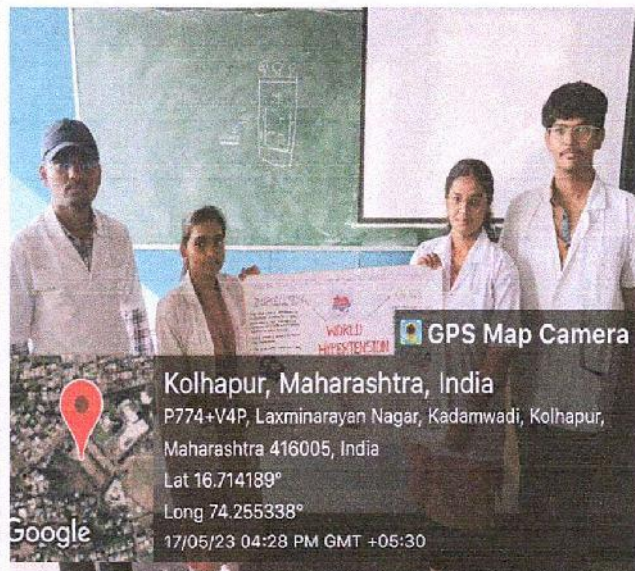 WORLD
HYPERTENSION
GPS Map Camera
Kolhapur, Maharashtra, India
P774+V4P, Laxminarayan Nagar, Kadamwadi, Kolhapur,
Maharashtra 416005, India
Lat 16.714189°
Long 74.255338°
17/05/23 04:28 PM GMT +05:30
Google